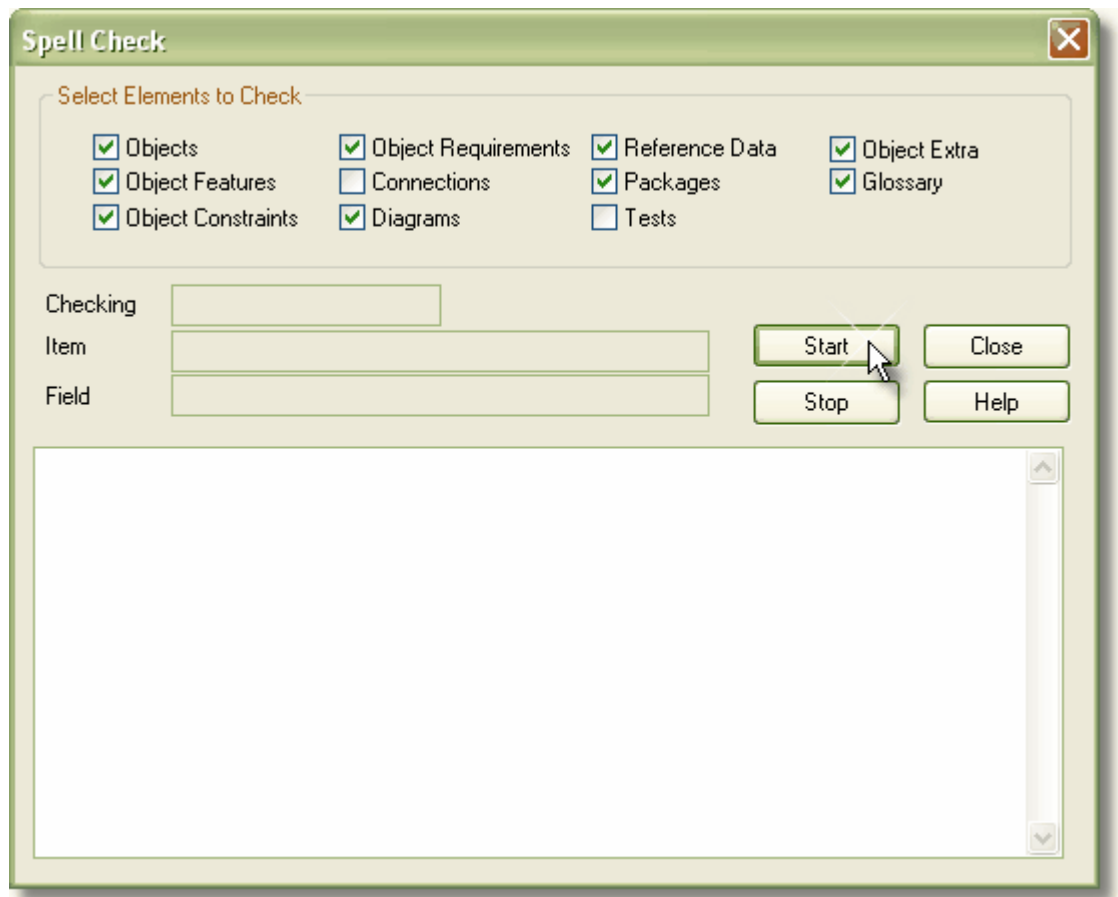 Spell Check
Select Elements to Check
Objects Object Requirements Reference Data Object Extra
Object Features Connections Packages Glossary
Object Constraints Diagrams Tests
Checking
Item Start Close
Field Stop Help